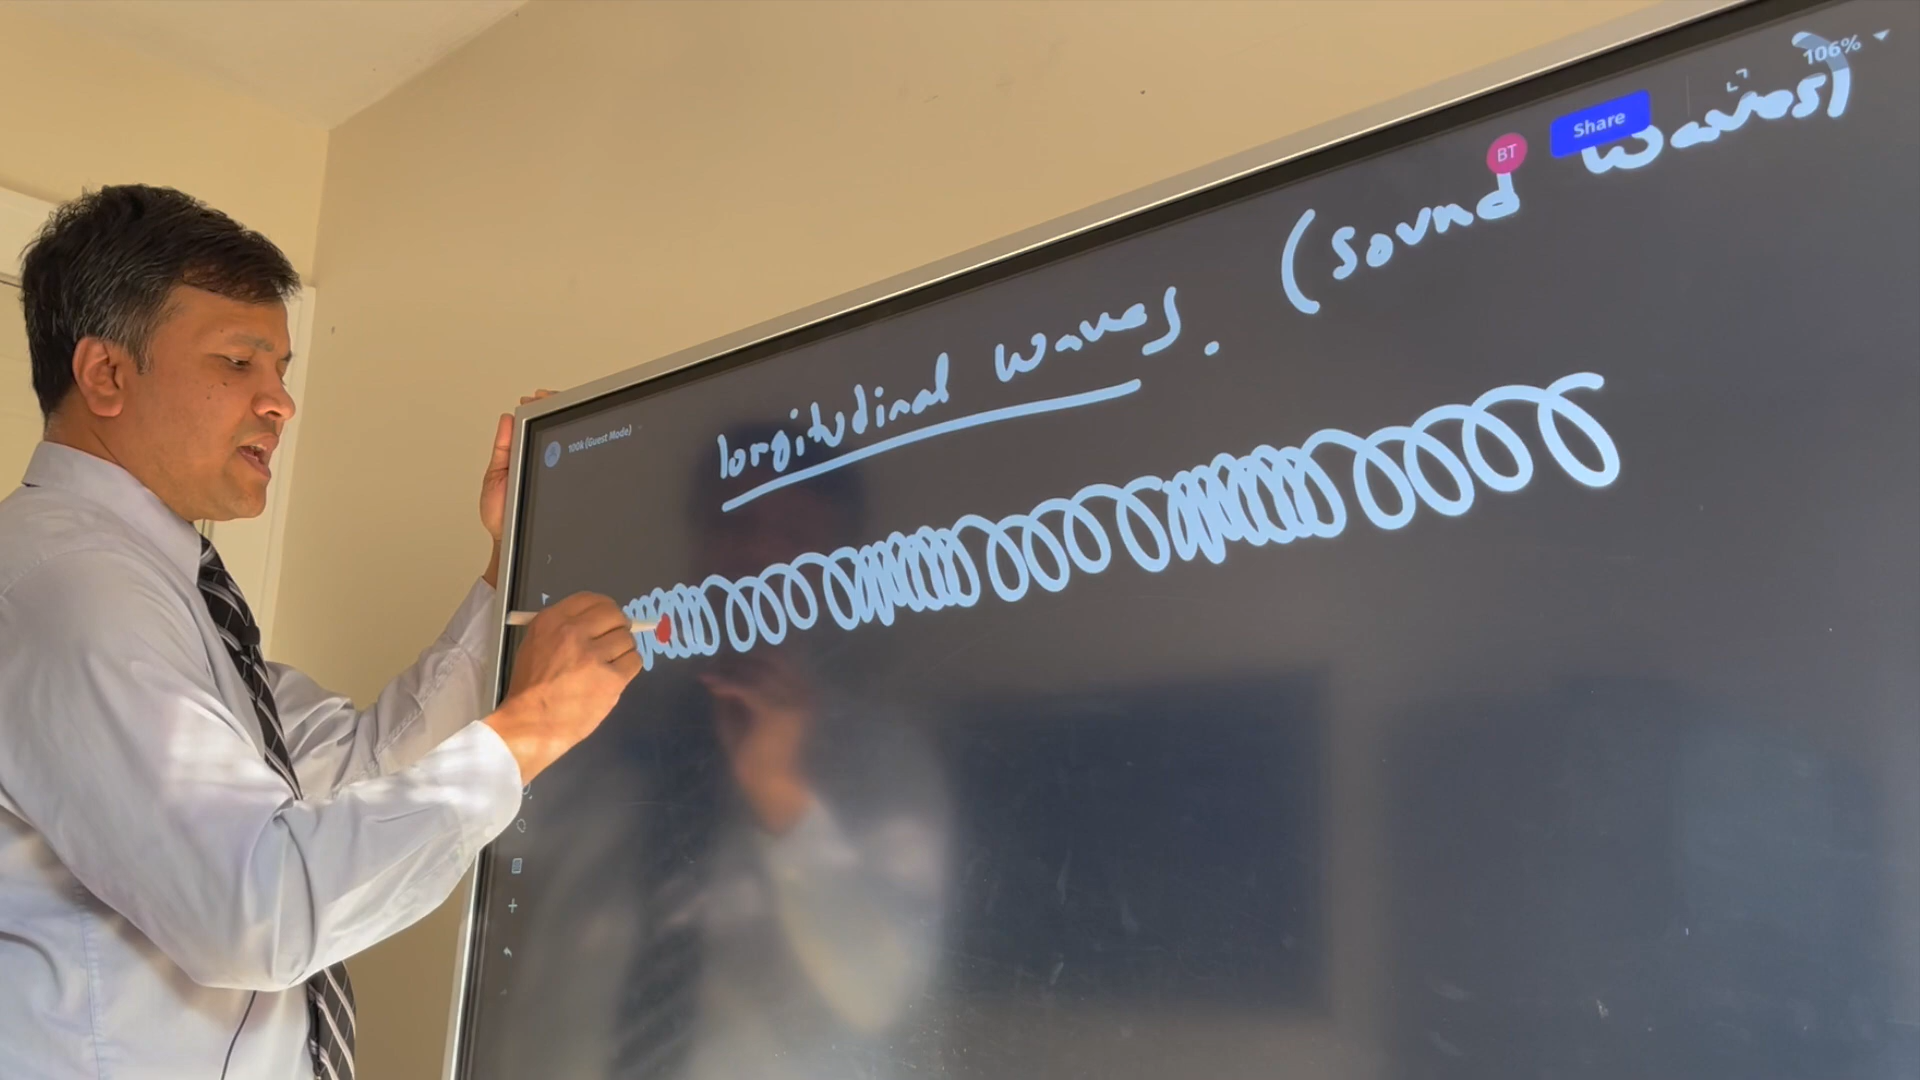 106%
Share
BT
longitudinal waves. (sound waves)
100k (Guest Mode)